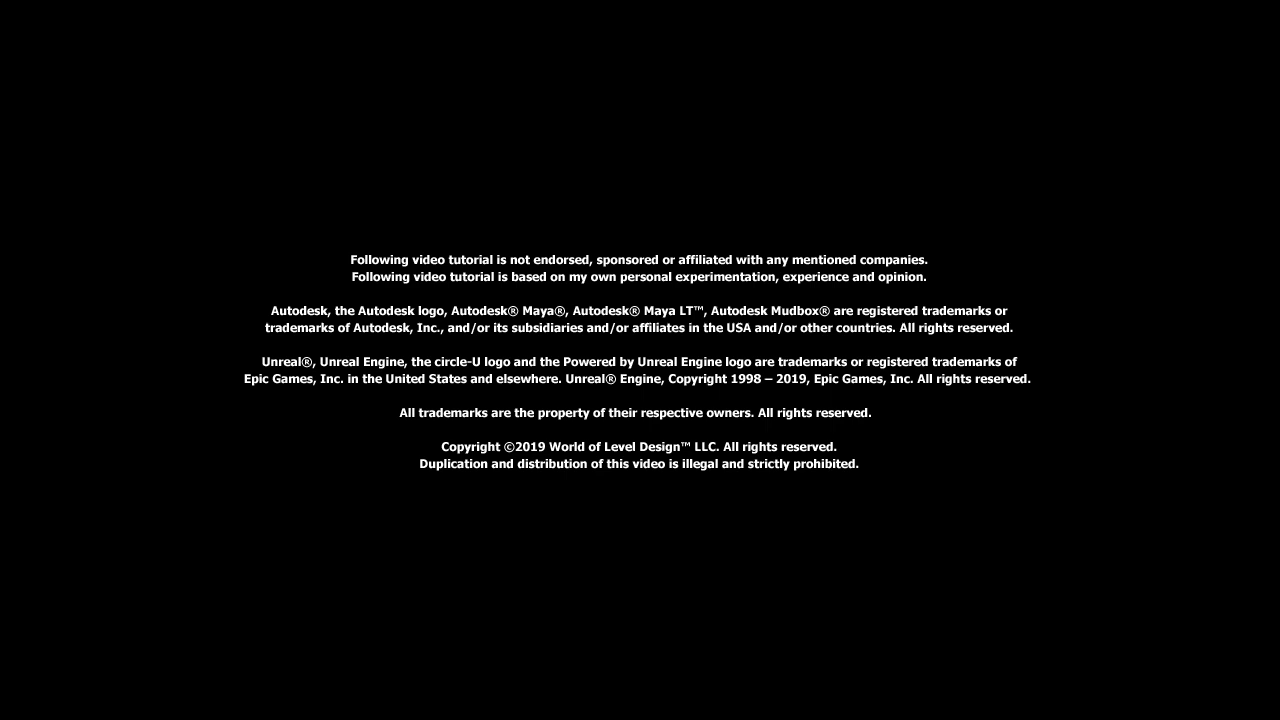 Following video tutorial is not endorsed, sponsored or affiliated with any mentioned companies.
Following video tutorial is based on my own personal experimentation, experience and opinion.
Autodesk, the Autodesk logo, Autodesk® Maya®, Autodesk® Maya LT™, Autodesk Mudbox® are registered trademarks or
trademarks of Autodesk, Inc., and/or its subsidiaries and/or affiliates in the USA and/or other countries. All rights reserved.
Unreal®, Unreal Engine, the circle-U logo and the Powered by Unreal Engine logo are trademarks or registered trademarks of
Epic Games, Inc. in the United States and elsewhere. Unreal® Engine, Copyright 1998 – 2019, Epic Games, Inc. All rights reserved.
All trademarks are the property of their respective owners. All rights reserved.
Copyright ©2019 World of Level Design™ LLC. All rights reserved.
Duplication and distribution of this video is illegal and strictly prohibited.